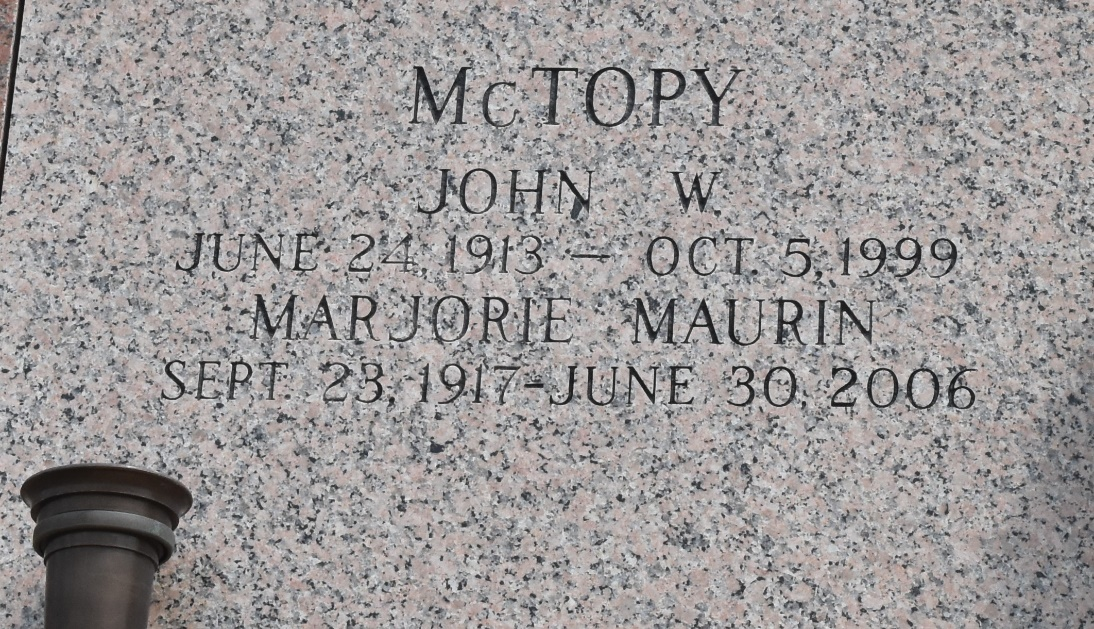 McTOPY
JOHN W.
JUNE 24, 1913 — OCT. 5, 1999
MARJORIE MAURIN
SEPT. 23, 1917-JUNE 30, 2006